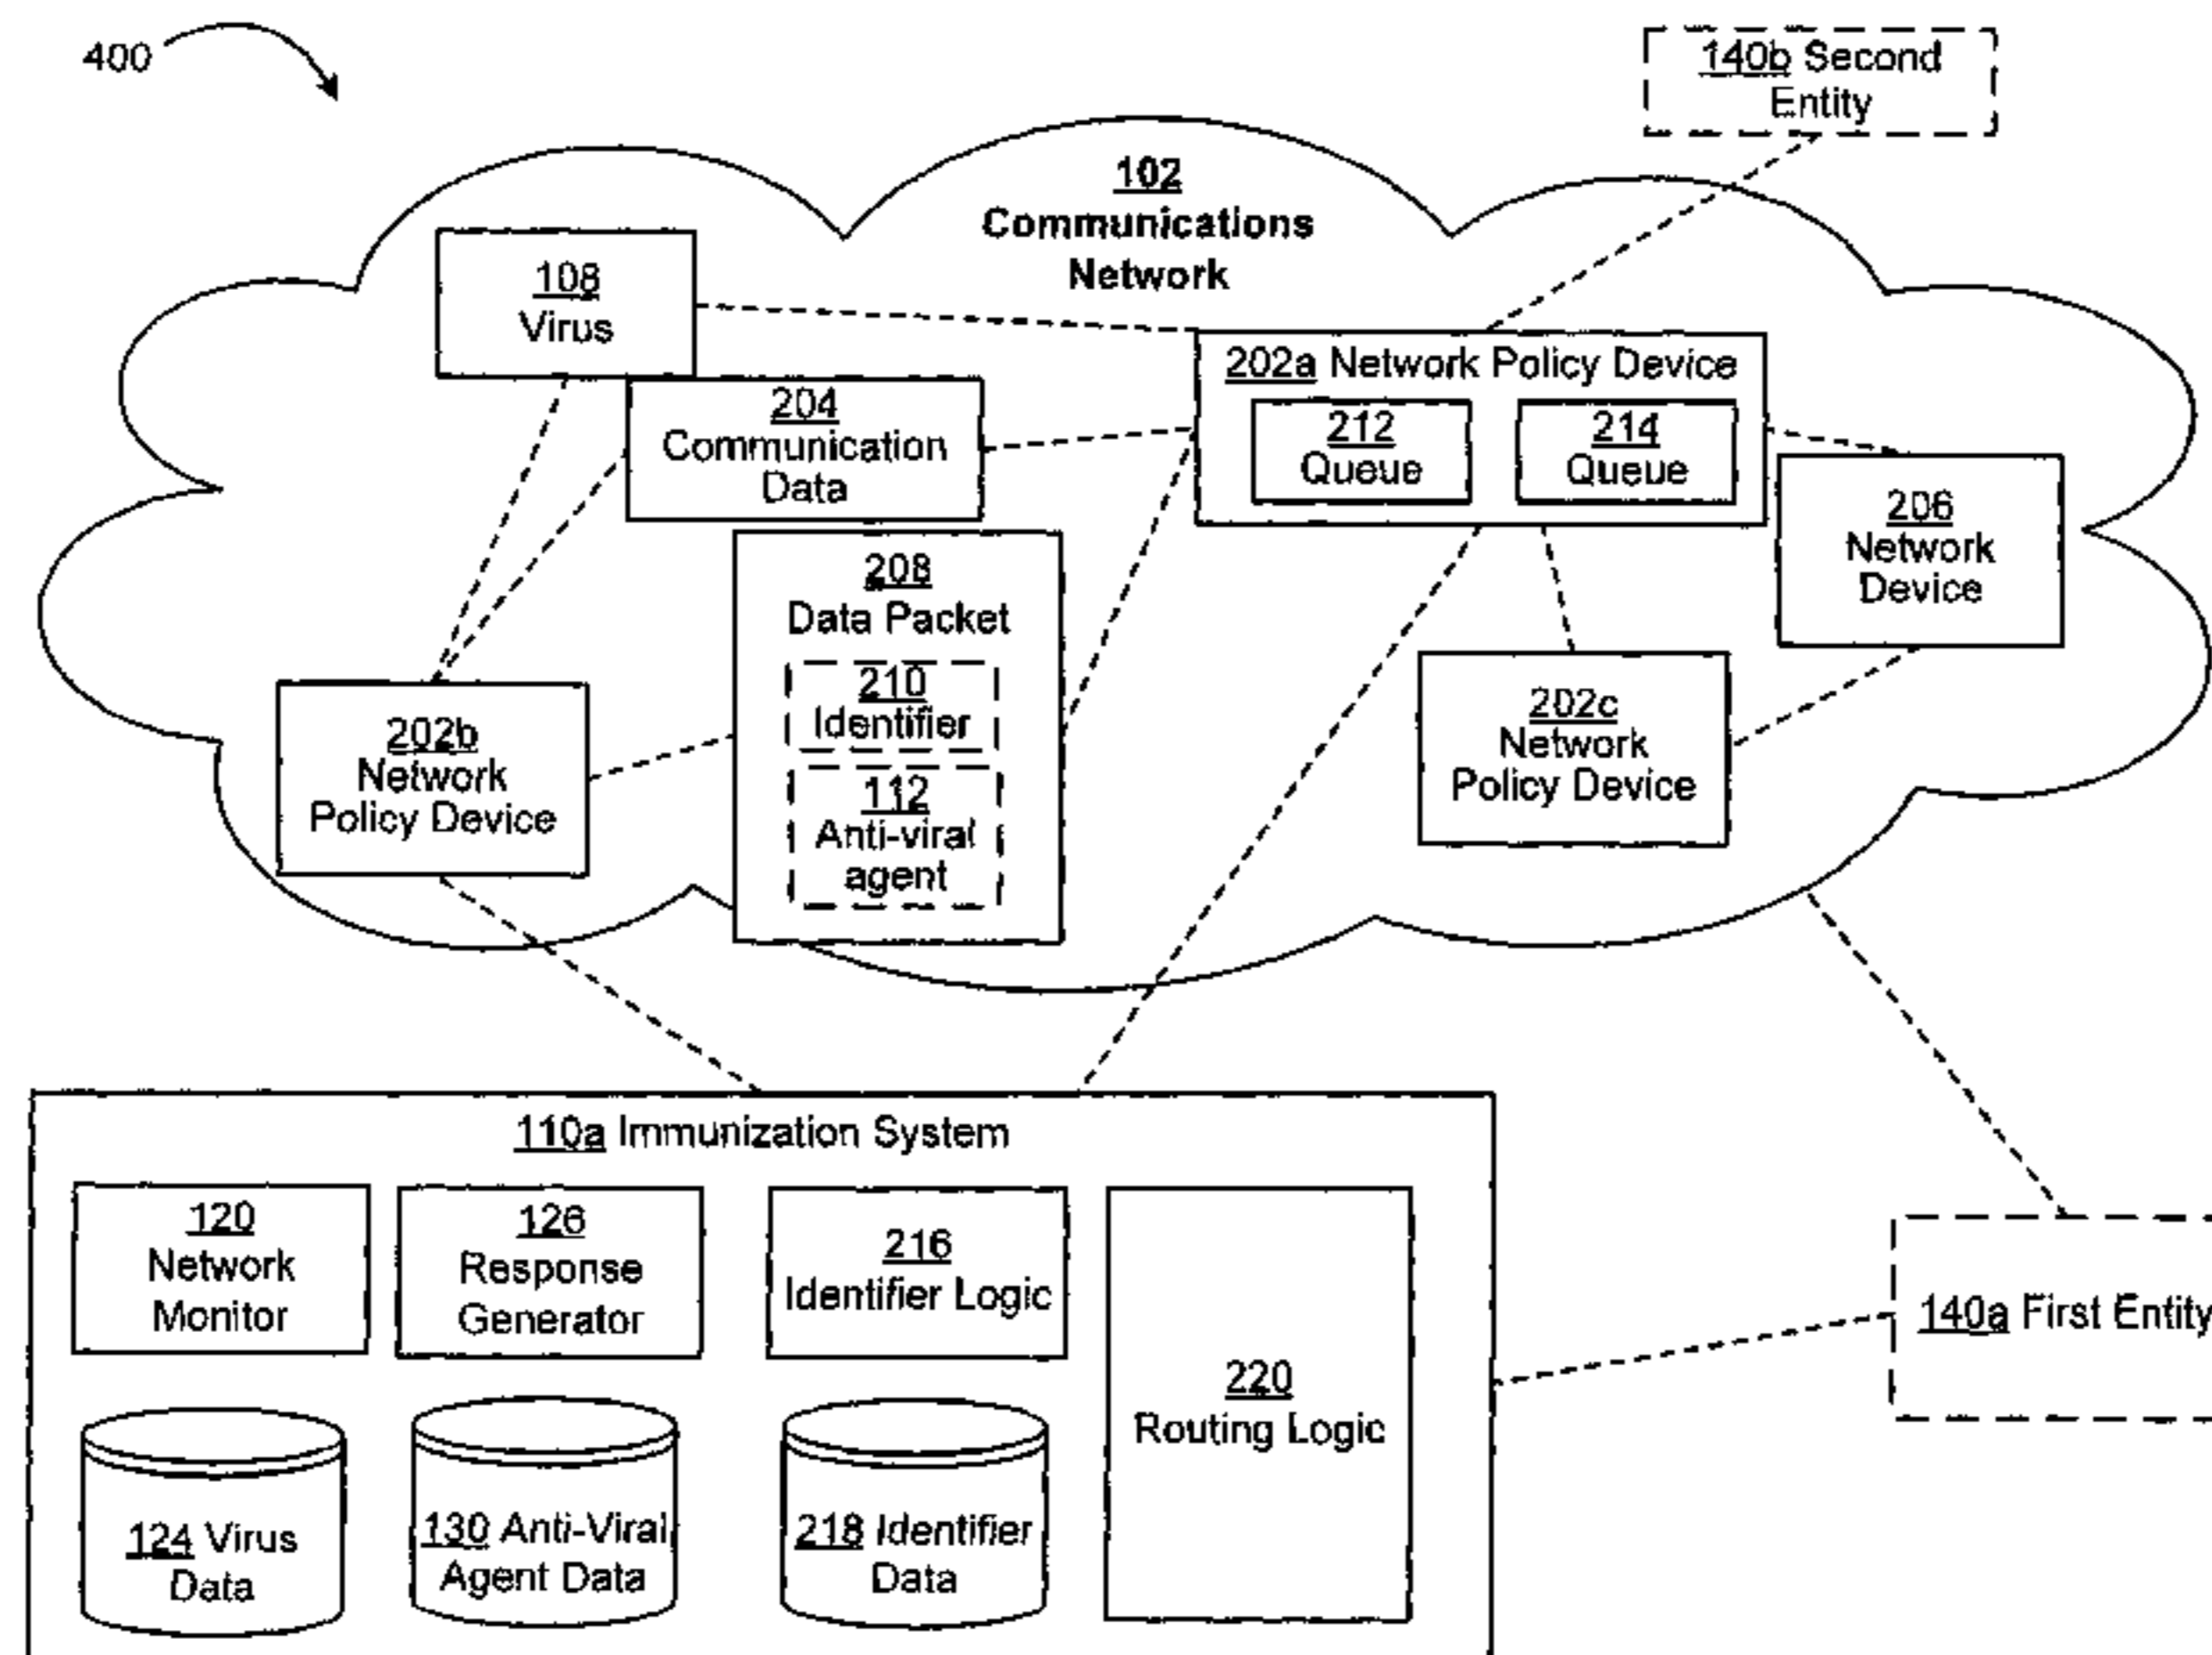 400
140b Second
Entity
102
Communications
Network
108
Virus
202a Network Policy Device
212
Queue
214
Queue
204
Communication
Data
206
Network
Device
208
Data Packet
210
Identifier
112
Anti-viral
agent
202b
Network
Policy Device
202c
Network
Policy Device
110a Immunization System
120
Network
Monitor
126
Response
Generator
216
Identifier Logic
220
Routing Logic
140a First Entity
124 Virus
Data
130 Anti-Viral
Agent Data
218 Identifier
Data